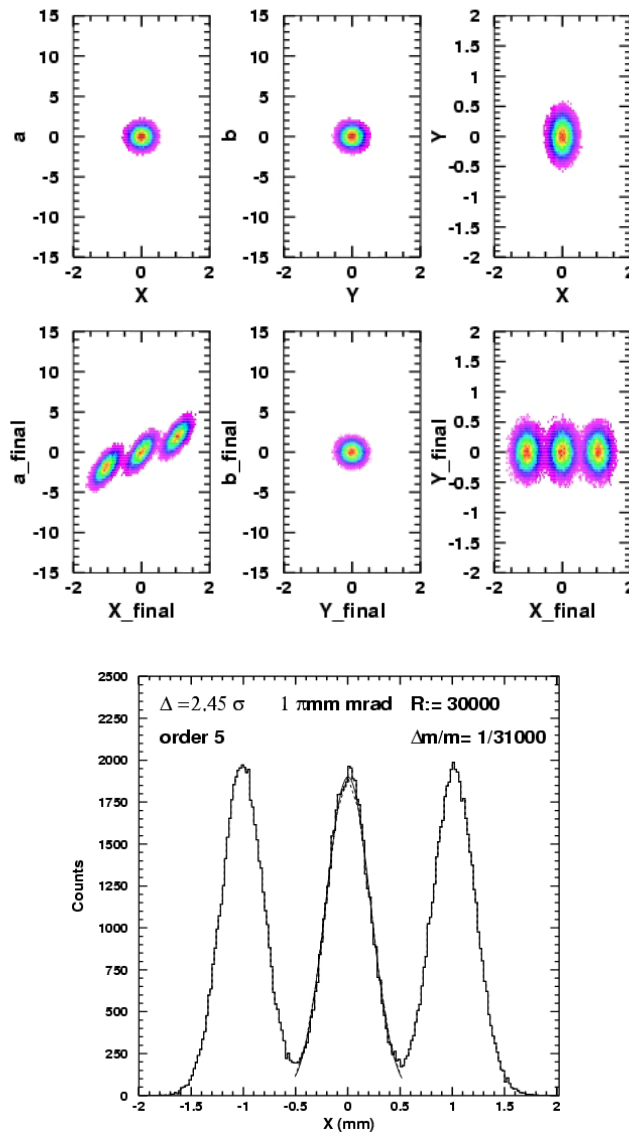 15
10
5
0
-5
-10
-15
a
-2 0 2
X
15
10
5
0
-5
-10
-15
b
-2 0 2
Y
2
1.5
1
0.5
0
-0.5
-1
-1.5
-2
Y
-2 0 2
X
15
10
5
0
-5
-10
-15
a_final
-2 0 2
X_final
15
10
5
0
-5
-10
-15
b_final
-2 0 2
Y_final
2
1.5
1
0.5
0
-0.5
-1
-1.5
-2
Y_final
-2 0 2
X_final
2500
2250
2000
1750
1500
1250
1000
750
500
250
0
Counts
Δ = 2.45 σ 1 πmm mrad R:= 30000
order 5 Δm/m= 1/31000
-2 -1.5 -1 -0.5 0 0.5 1 1.5 2
X (mm)